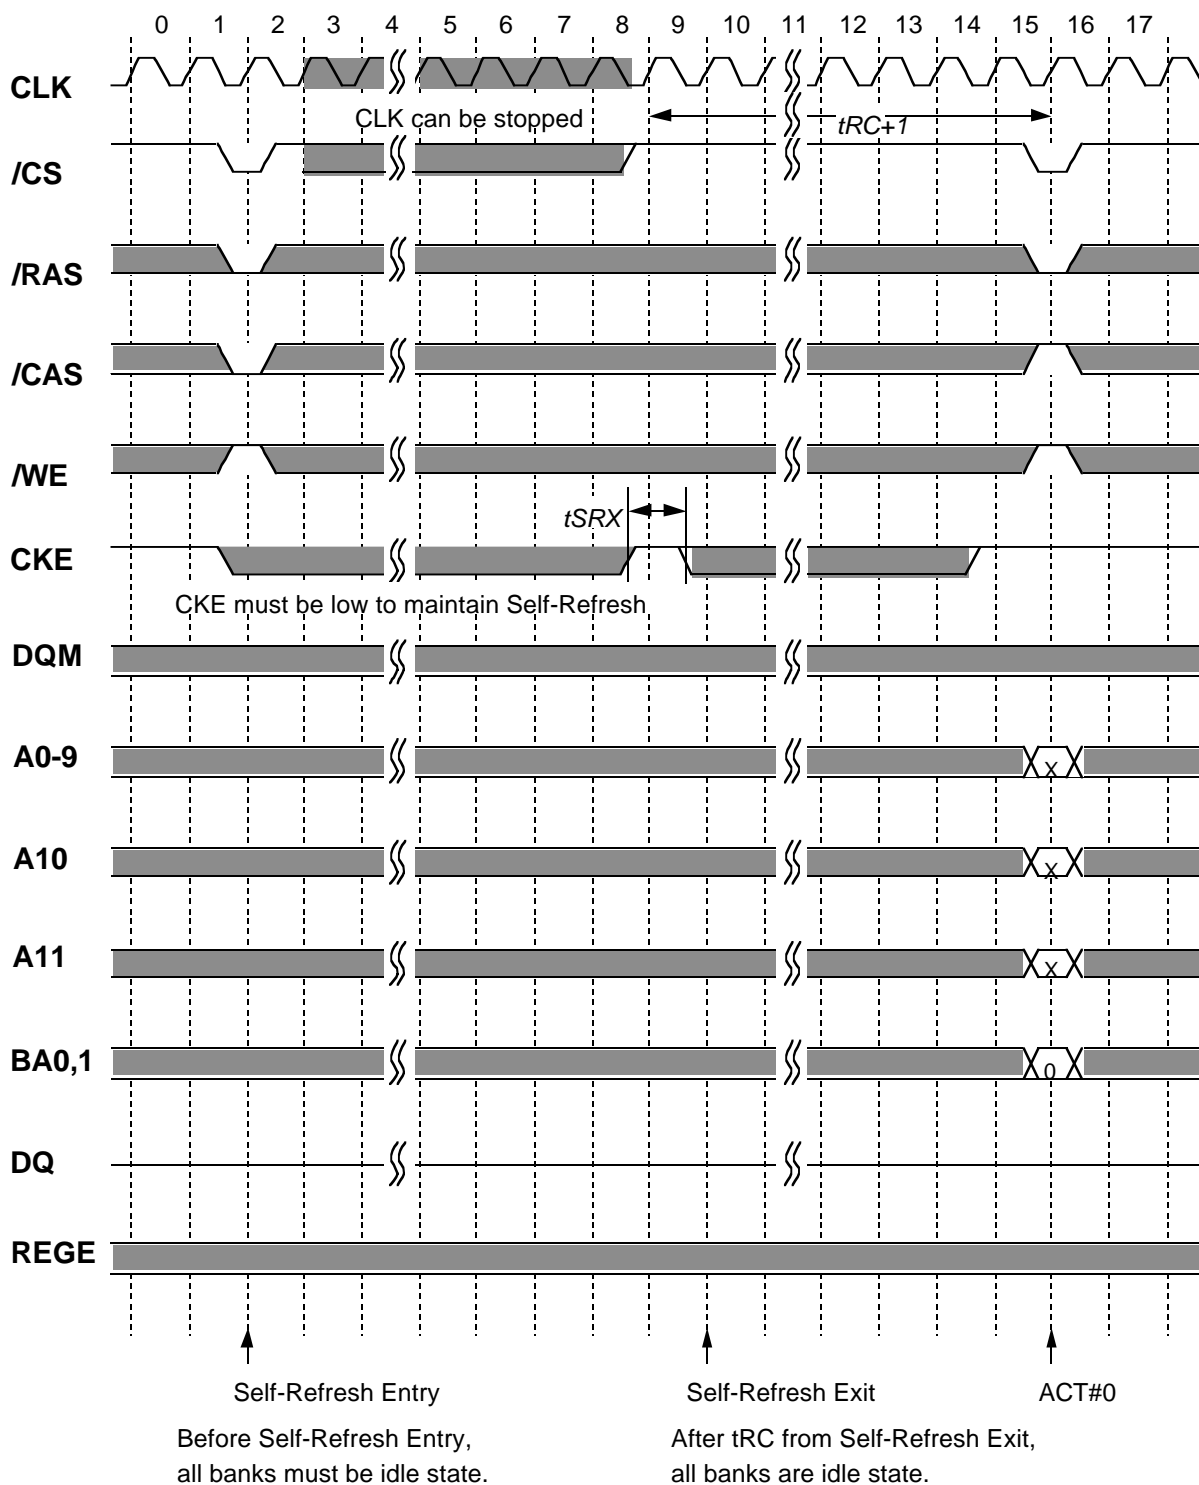 0 1 2 3 4 5 6 7 8 9 10 11 12 13 14 15 16 17
CLK
CLK can be stopped
tRC+1
/CS
/RAS
/CAS
/WE
tSRX
CKE
CKE must be low to maintain Self-Refresh
DQM
A0-9
X
A10
X
A11
X
BA0,1
0
DQ
REGE
Self-Refresh Entry
Self-Refresh Exit
ACT#0
Before Self-Refresh Entry,
all banks must be idle state.
After tRC from Self-Refresh Exit,
all banks are idle state.